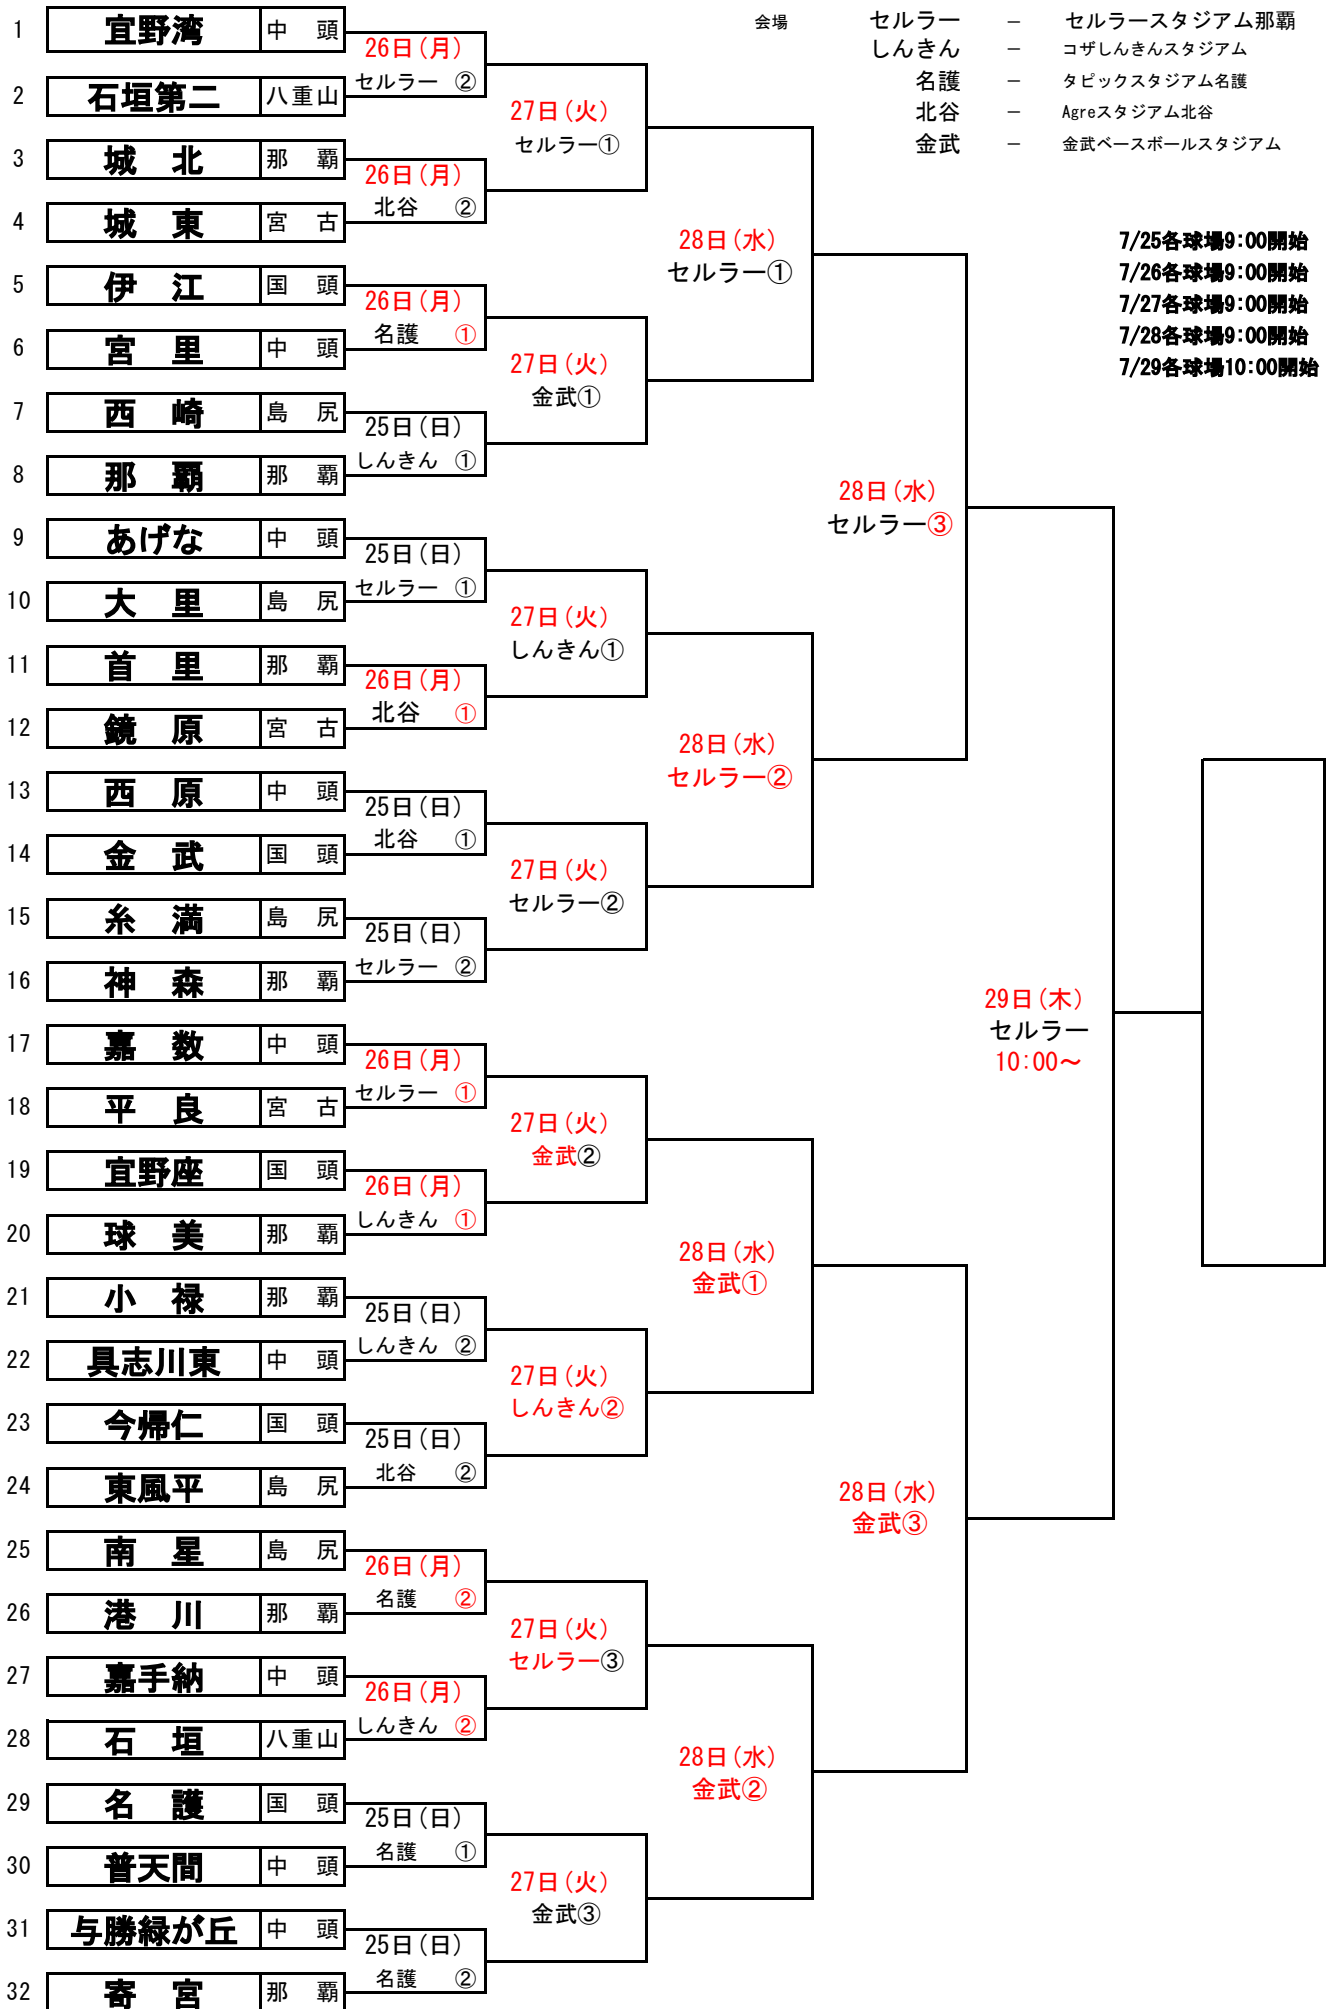 会場 セルラー － セルラースタジアム那覇
しんきん － コザしんきんスタジアム
名護 － タピックスタジアム名護
北谷 － Agreスタジアム北谷
金武 － 金武ベースボールスタジアム
7/25各球場9:00開始
7/26各球場9:00開始
7/27各球場9:00開始
7/28各球場9:00開始
7/29各球場10:00開始
1 宜野湾 中頭
2 石垣第二 八重山
3 城北 那覇
4 城東 宮古
5 伊江 国頭
6 宮里 中頭
7 西崎 島尻
8 那覇 那覇
9 あげな 中頭
10 大里 島尻
11 首里 那覇
12 鏡原 宮古
13 西原 中頭
14 金武 国頭
15 糸満 島尻
16 神森 那覇
17 嘉数 中頭
18 平良 宮古
19 宜野座 国頭
20 球美 那覇
21 小禄 那覇
22 具志川東 中頭
23 今帰仁 国頭
24 東風平 島尻
25 南星 島尻
26 港川 那覇
27 嘉手納 中頭
28 石垣 八重山
29 名護 国頭
30 普天間 中頭
31 与勝緑が丘 中頭
32 寄宮 那覇
26日(月)
セルラー ②
26日(月)
北谷 ②
26日(月)
名護 ①
25日(日)
しんきん ①
25日(日)
セルラー ①
26日(月)
北谷 ①
25日(日)
北谷 ①
25日(日)
セルラー ②
26日(月)
セルラー ①
26日(月)
しんきん ①
25日(日)
しんきん ②
25日(日)
北谷 ②
26日(月)
名護 ②
26日(月)
しんきん ②
25日(日)
名護 ①
25日(日)
名護 ②
27日(火)
セルラー①
27日(火)
金武①
27日(火)
しんきん①
27日(火)
セルラー②
27日(火)
金武②
27日(火)
しんきん②
27日(火)
セルラー③
27日(火)
金武③
28日(水)
セルラー①
28日(水)
セルラー②
28日(水)
金武①
28日(水)
金武②
28日(水)
セルラー③
28日(水)
金武③
29日(木)
セルラー
10:00～